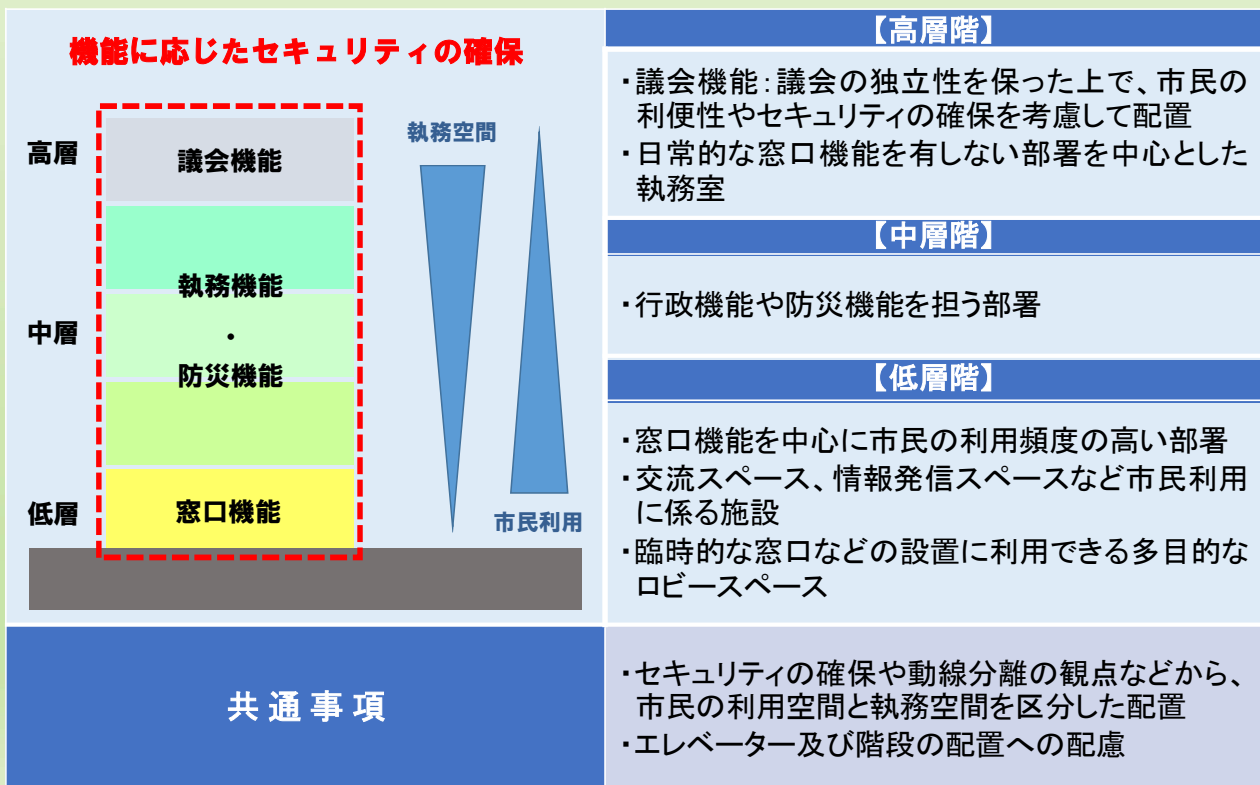 機能に応じたセキュリティの確保
高層
議会機能
執務機能
・
防災機能
中層
低層
窓口機能
執務空間
市民利用
【高層階】
・議会機能：議会の独立性を保った上で、市民の
利便性やセキュリティの確保を考慮して配置
・日常的な窓口機能を有しない部署を中心とした
執務室
【中層階】
・行政機能や防災機能を担う部署
【低層階】
・窓口機能を中心に市民の利用頻度の高い部署
・交流スペース、情報発信スペースなど市民利用
に係る施設
・臨時的な窓口などの設置に利用できる多目的な
ロビースペース
共通事項
・セキュリティの確保や動線分離の観点などから、
市民の利用空間と執務空間を区分した配置
・エレベーター及び階段の配置への配慮